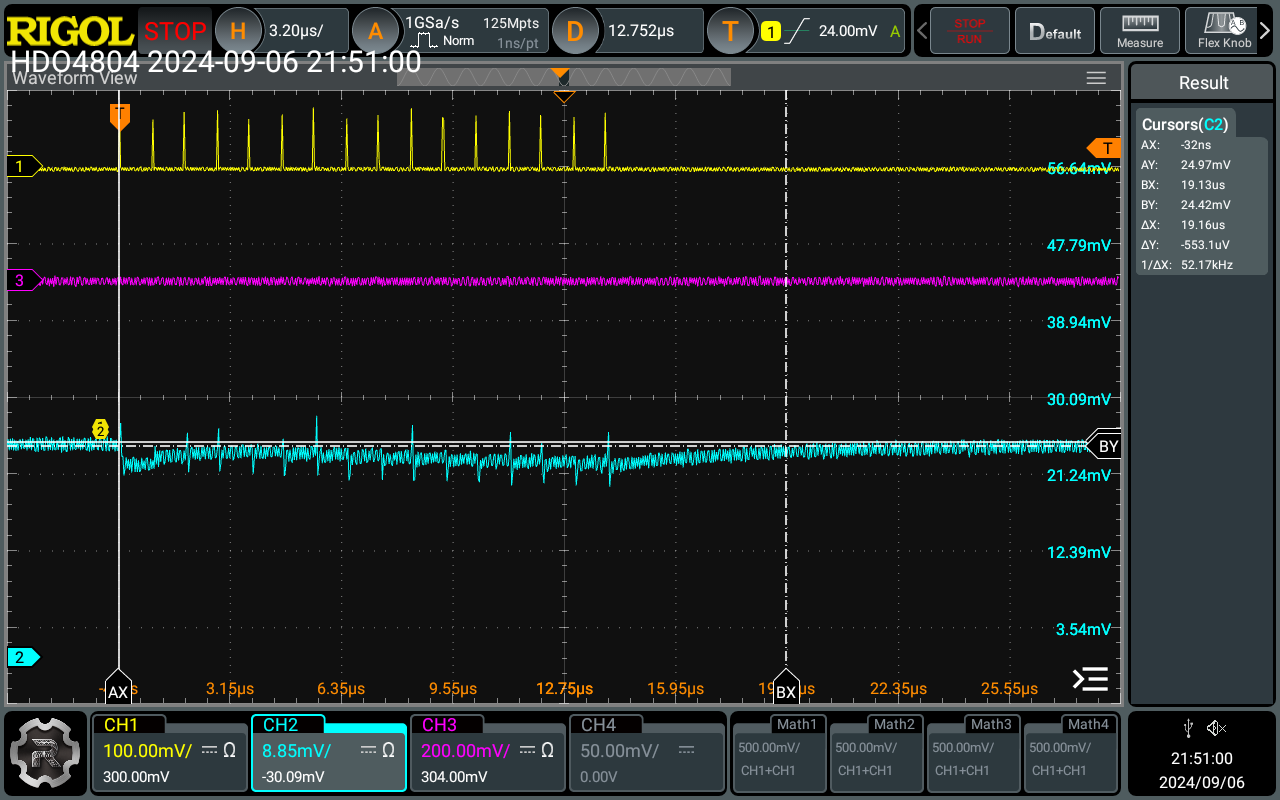 RIGOL STOP H 3.20µs/ A 1GSa/s 125Mpts D 12.752µs T 1 24.00mV A STOP Default Measure Flex Knob
Norm 1ns/pt RUN
HDO4804 2024-09-06 21:51:00
Waveform View
Result
T
Cursors(C2)
AX: -32ns
AY: 24.97mV
BX: 19.13us
BY: 24.42mV
ΔX: 19.16us
ΔY: -553.1uV
1/ΔX: 52.17kHz
T
1
56.64mV
47.79mV
3
38.94mV
30.09mV
2
BY
21.24mV
12.39mV
3.54mV
2
AX 3.15µs 6.35µs 9.55µs 12.75µs 15.95µs BX 22.35µs 25.55µs
CH1 CH2 CH3 CH4 Math1 Math2 Math3 Math4
100.00mV/ Ω 8.85mV/ Ω 200.00mV/ Ω 50.00mV/ 500.00mV/ 500.00mV/ 500.00mV/ 500.00mV/
300.00mV -30.09mV 304.00mV 0.00V CH1+CH1 CH1+CH1 CH1+CH1 CH1+CH1
R
21:51:00
2024/09/06